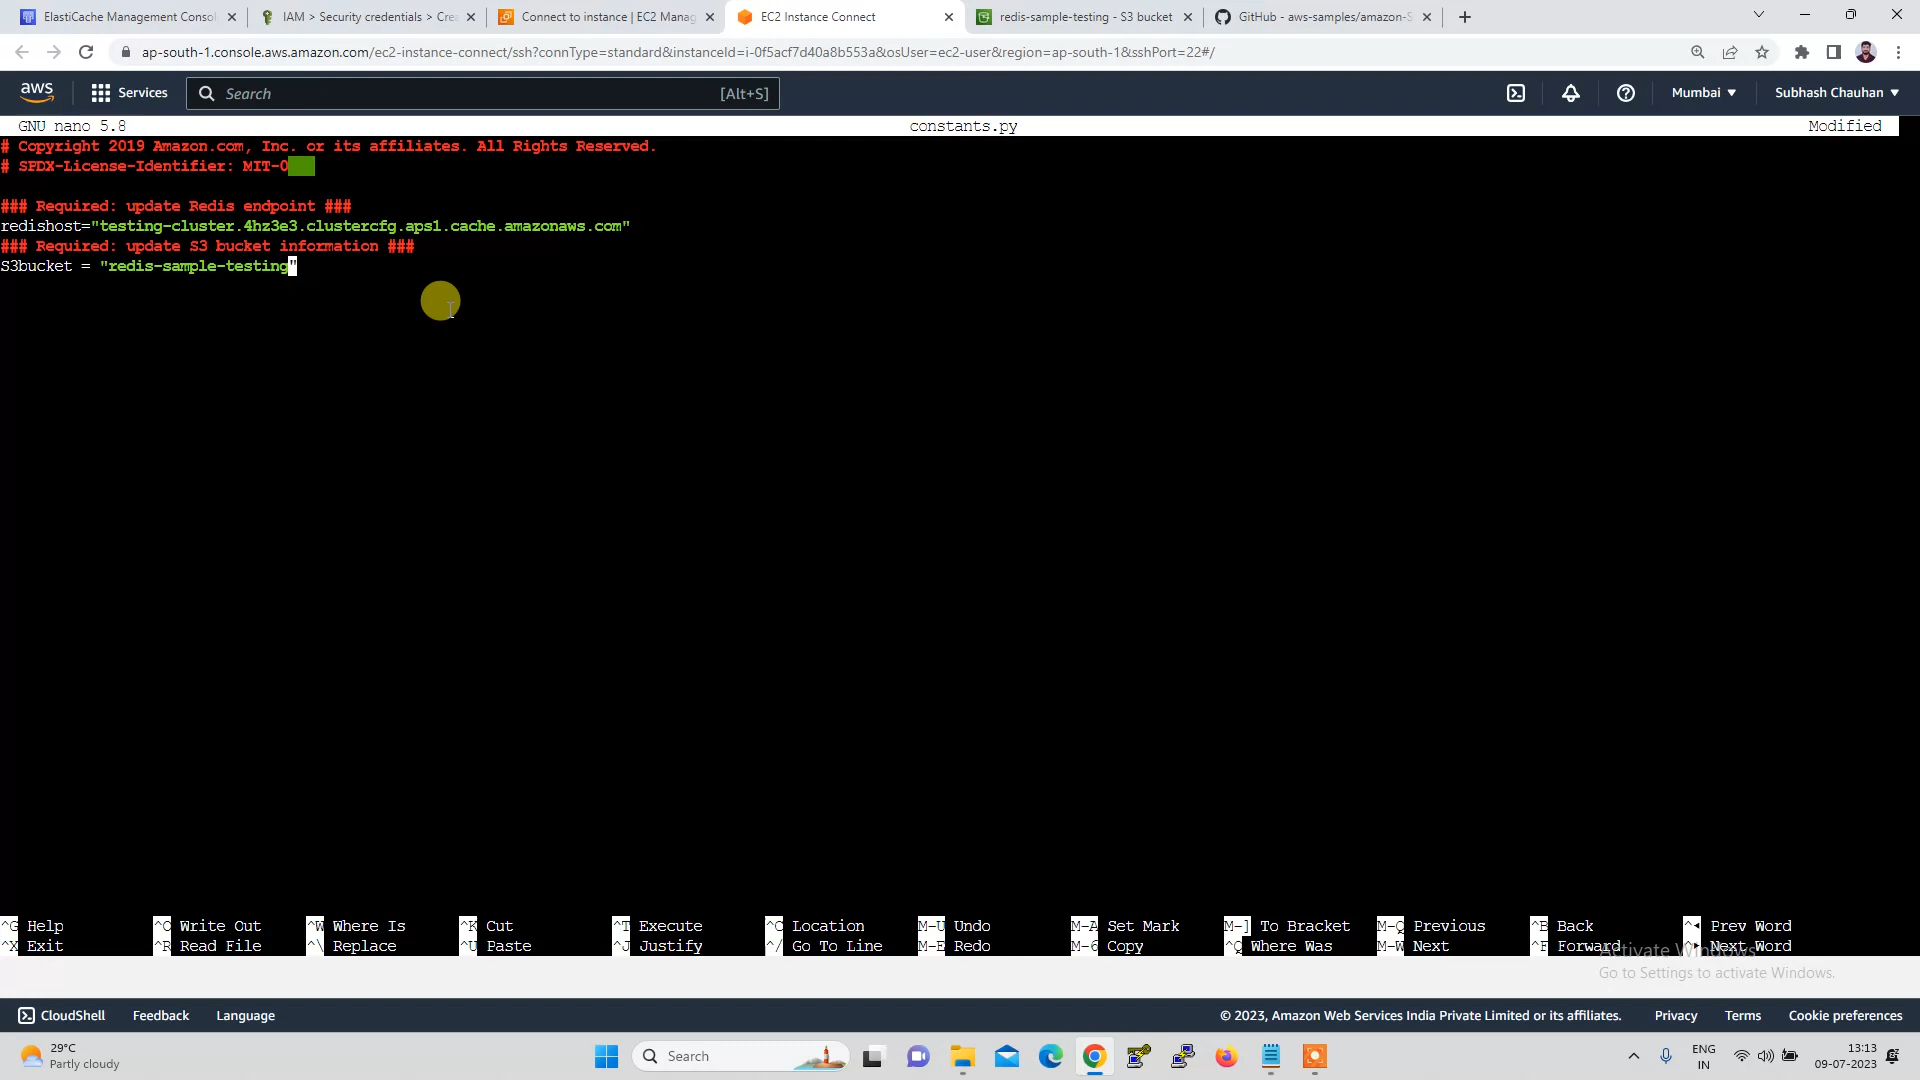 ElastiCache Management Consol
IAM > Security credentials > Crea
Connect to instance | EC2 Manag
EC2 Instance Connect
redis-sample-testing - S3 bucket
GitHub - aws-samples/amazon-S
ap-south-1.console.aws.amazon.com/ec2-instance-connect/ssh?connType=standard&instanceId=i-0f5acf7d40a8b553a&osUser=ec2-user&region=ap-south-1&sshPort=22#/
aws
Services
Search
[Alt+S]
Mumbai
Subhash Chauhan
GNU nano 5.8
constants.py
Modified
# Copyright 2019 Amazon.com, Inc. or its affiliates. All Rights Reserved.
# SPDX-License-Identifier: MIT-0
### Required: update Redis endpoint ###
redishost="testing-cluster.4hz3e3.clustercfg.aps1.cache.amazonaws.com"
### Required: update S3 bucket information ###
S3bucket = "redis-sample-testing"
^G Help ^O Write Out ^W Where Is ^K Cut ^T Execute ^C Location M-U Undo M-A Set Mark M-] To Bracket M-Q Previous ^B Back ^◂ Prev Word
^X Exit ^R Read File ^\ Replace ^U Paste ^J Justify ^/ Go To Line M-E Redo M-6 Copy ^Q Where Was M-W Next ^F Forward ^▸ Next Word
Activate Windows
Go to Settings to activate Windows.
CloudShell
Feedback
Language
© 2023, Amazon Web Services India Private Limited or its affiliates.
Privacy
Terms
Cookie preferences
29°C
Partly cloudy
Search
ENG
IN
13:13
09-07-2023